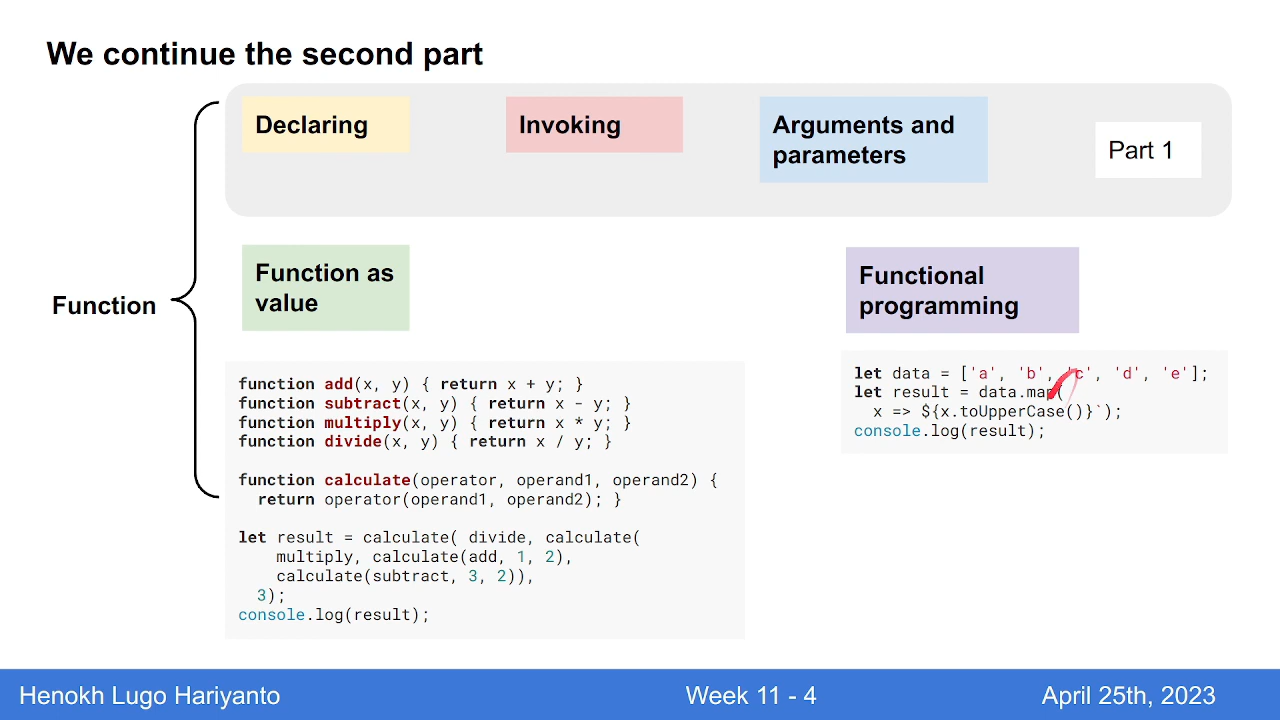 We continue the second part
Declaring
Invoking
Arguments and
parameters
Part 1
Function
Function as
value
Functional
programming
function add(x, y) { return x + y; }
function subtract(x, y) { return x - y; }
function multiply(x, y) { return x * y; }
function divide(x, y) { return x / y; }
function calculate(operator, operand1, operand2) {
return operator(operand1, operand2); }
let result = calculate( divide, calculate(
multiply, calculate(add, 1, 2),
calculate(subtract, 3, 2)),
3);
console.log(result);
let data = ['a', 'b', 'c', 'd', 'e'];
let result = data.map(
x => ${x.toUpperCase()}`);
console.log(result);
Henokh Lugo Hariyanto
Week 11 - 4
April 25th, 2023